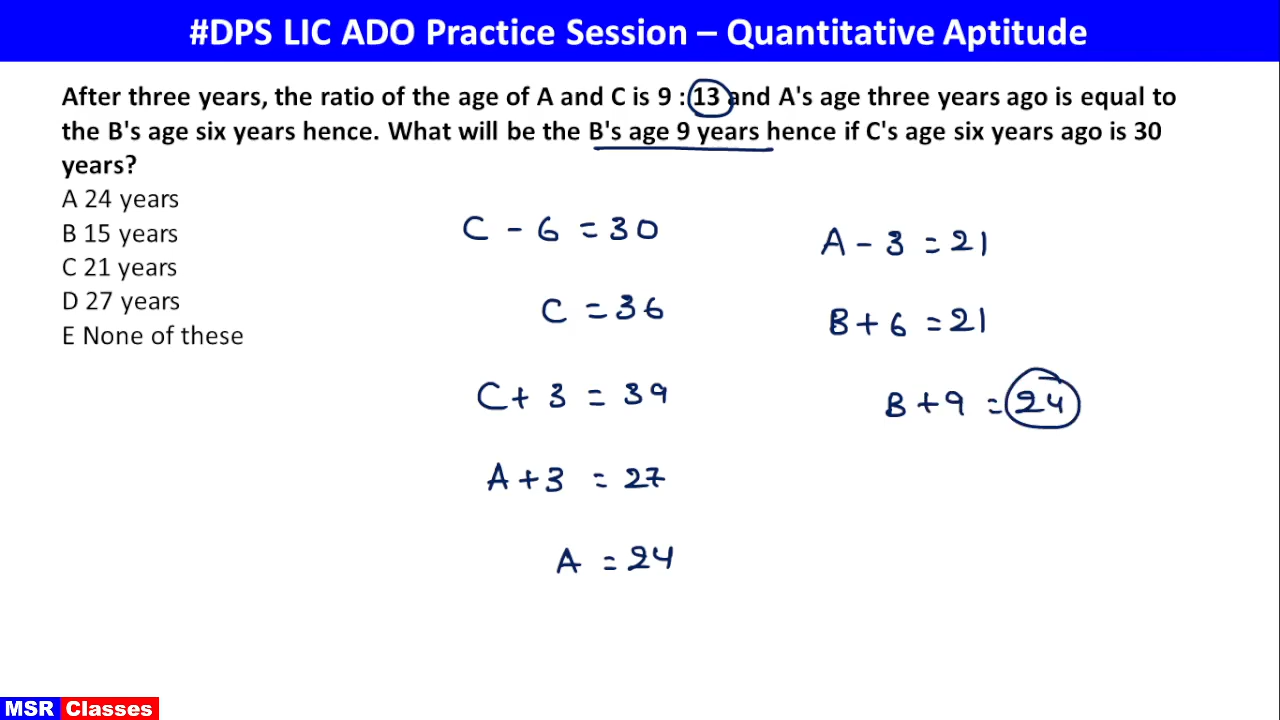 #DPS LIC ADO Practice Session – Quantitative Aptitude
After three years, the ratio of the age of A and C is 9 : 13 and A's age three years ago is equal to
the B's age six years hence. What will be the B's age 9 years hence if C's age six years ago is 30
years?
A 24 years
B 15 years
C 21 years
D 27 years
E None of these
C - 6 = 30
C = 36
C + 3 = 39
A + 3 = 27
A = 24
A - 3 = 21
B + 6 = 21
B + 9 = 24
MSR Classes